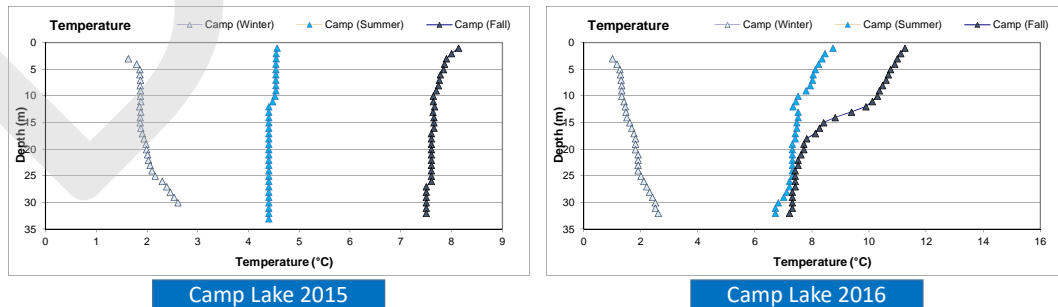 Temperature
Camp (Winter)
Camp (Summer)
Camp (Fall)
0
5
10
15
20
25
30
35
Depth (m)
0
1
2
3
4
5
6
7
8
9
Temperature (°C)
Camp Lake 2015
Temperature
Camp (Winter)
Camp (Summer)
Camp (Fall)
0
5
10
15
20
25
30
35
Depth (m)
0
2
4
6
8
10
12
14
16
Temperature (°C)
Camp Lake 2016